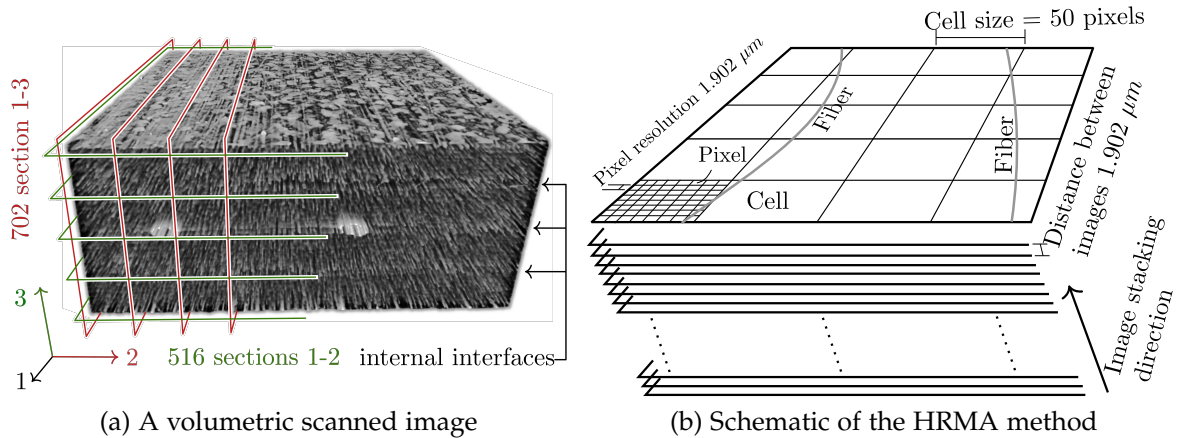 702 section 1-3
3
2
1
516 sections 1-2
internal interfaces
(a) A volumetric scanned image
Cell size = 50 pixels
Pixel resolution 1.902 μm
Fiber
Fiber
Pixel
Cell
Distance between
images 1.902 μm
Image stacking
direction
(b) Schematic of the HRMA method